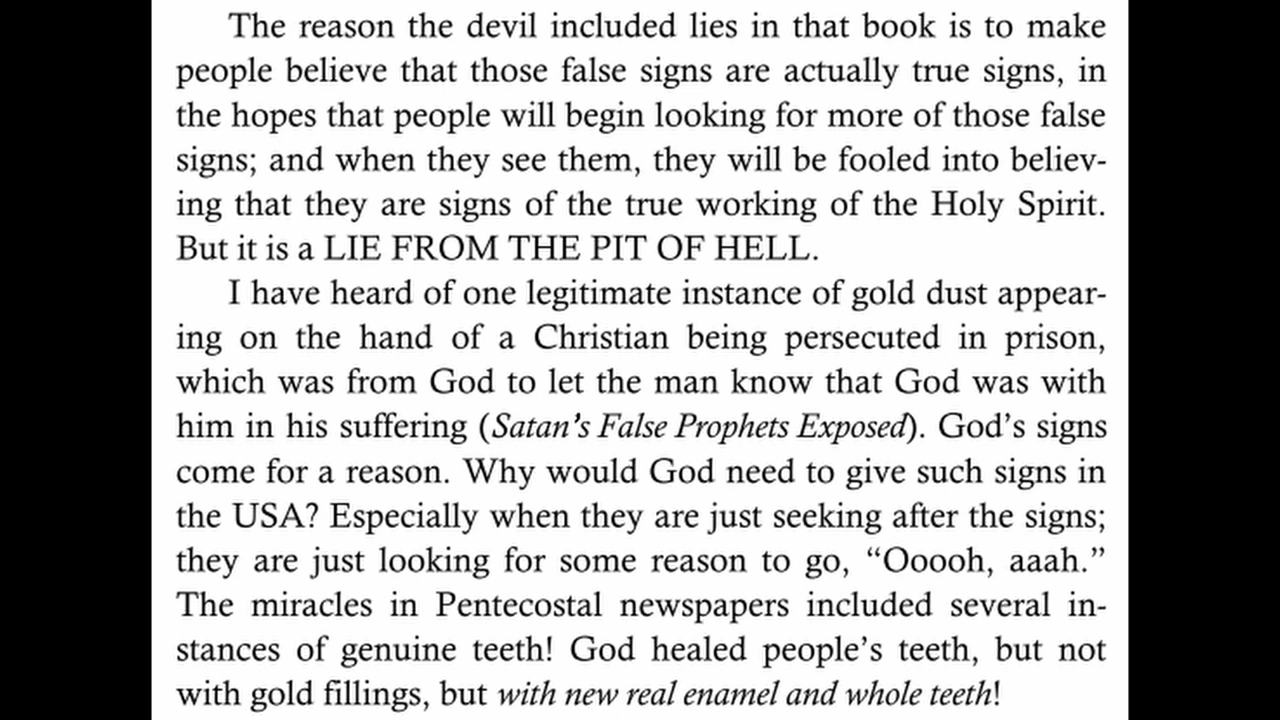 The reason the devil included lies in that book is to make
people believe that those false signs are actually true signs, in
the hopes that people will begin looking for more of those false
signs; and when they see them, they will be fooled into believ-
ing that they are signs of the true working of the Holy Spirit.
But it is a LIE FROM THE PIT OF HELL.
I have heard of one legitimate instance of gold dust appear-
ing on the hand of a Christian being persecuted in prison,
which was from God to let the man know that God was with
him in his suffering (Satan’s False Prophets Exposed). God’s signs
come for a reason. Why would God need to give such signs in
the USA? Especially when they are just seeking after the signs;
they are just looking for some reason to go, “Ooooh, aaah.”
The miracles in Pentecostal newspapers included several in-
stances of genuine teeth! God healed people’s teeth, but not
with gold fillings, but with new real enamel and whole teeth!